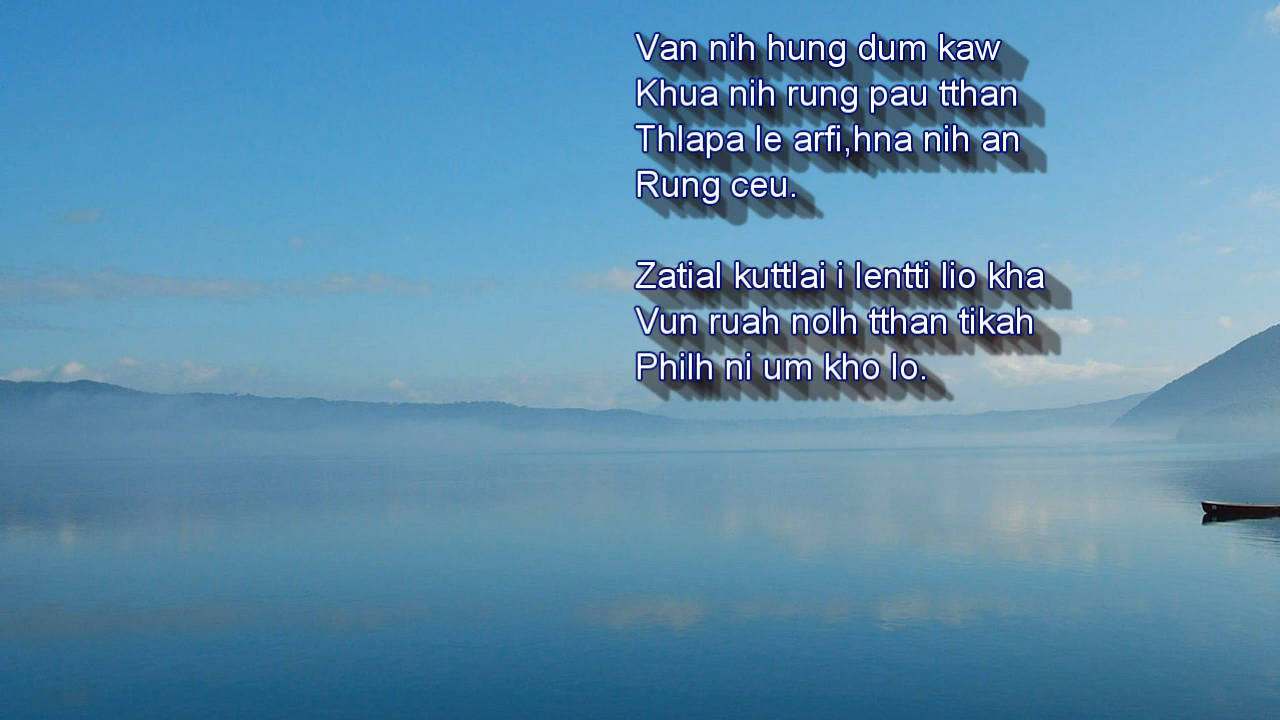 Van nih hung dum kaw
Khua nih rung pau tthan
Thlapa le arfi,hna nih an
Rung ceu.
Zatial kuttlai i lentti lio kha
Vun ruah nolh tthan tikah
Philh ni um kho lo.